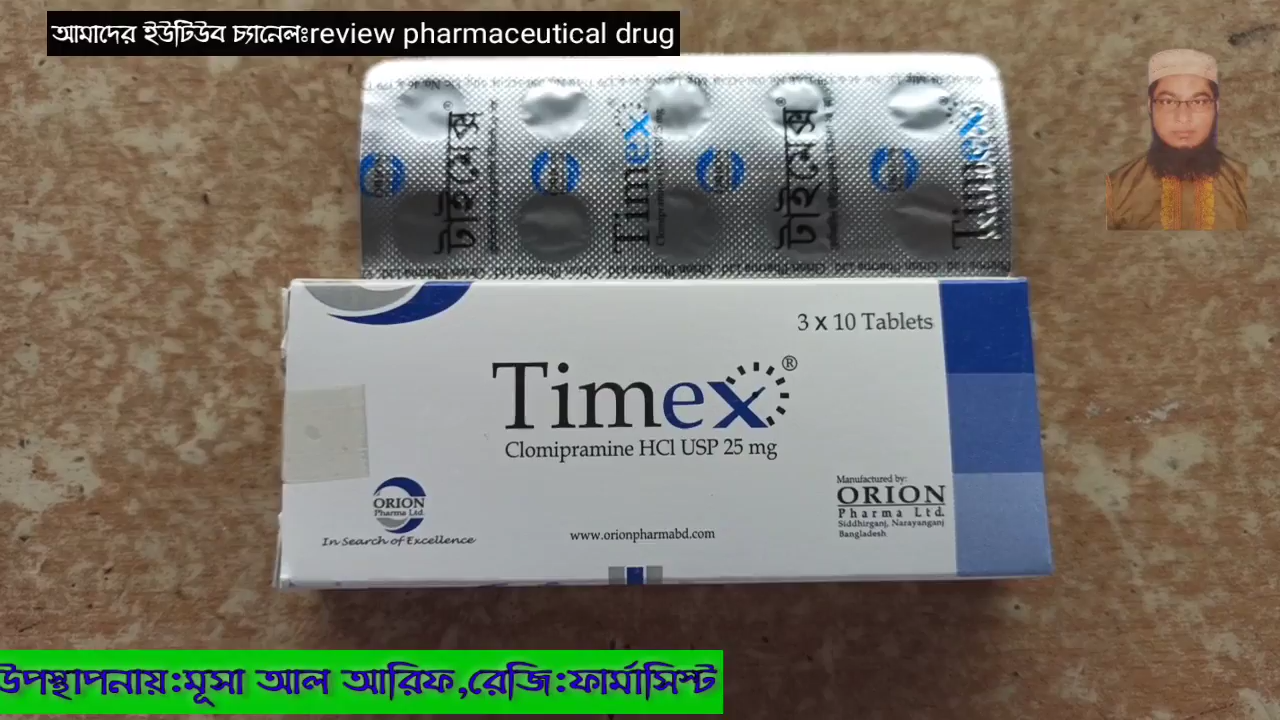 আমাদের ইউটিউব চ্যানেলঃreview pharmaceutical drug
টাইমেক্স®
Timex
টাইমেক্স®
Timex
3 x 10 Tablets
Timex®
Clomipramine HCl USP 25 mg
ORION
Pharma Ltd.
In Search of Excellence
www.orionpharmabd.com
Manufactured by:
ORION
Pharma Ltd.
Siddhirganj, Narayanganj
Bangladesh
উপস্থাপনায়:মূসা আল আরিফ,রেজি:ফার্মাসিস্ট